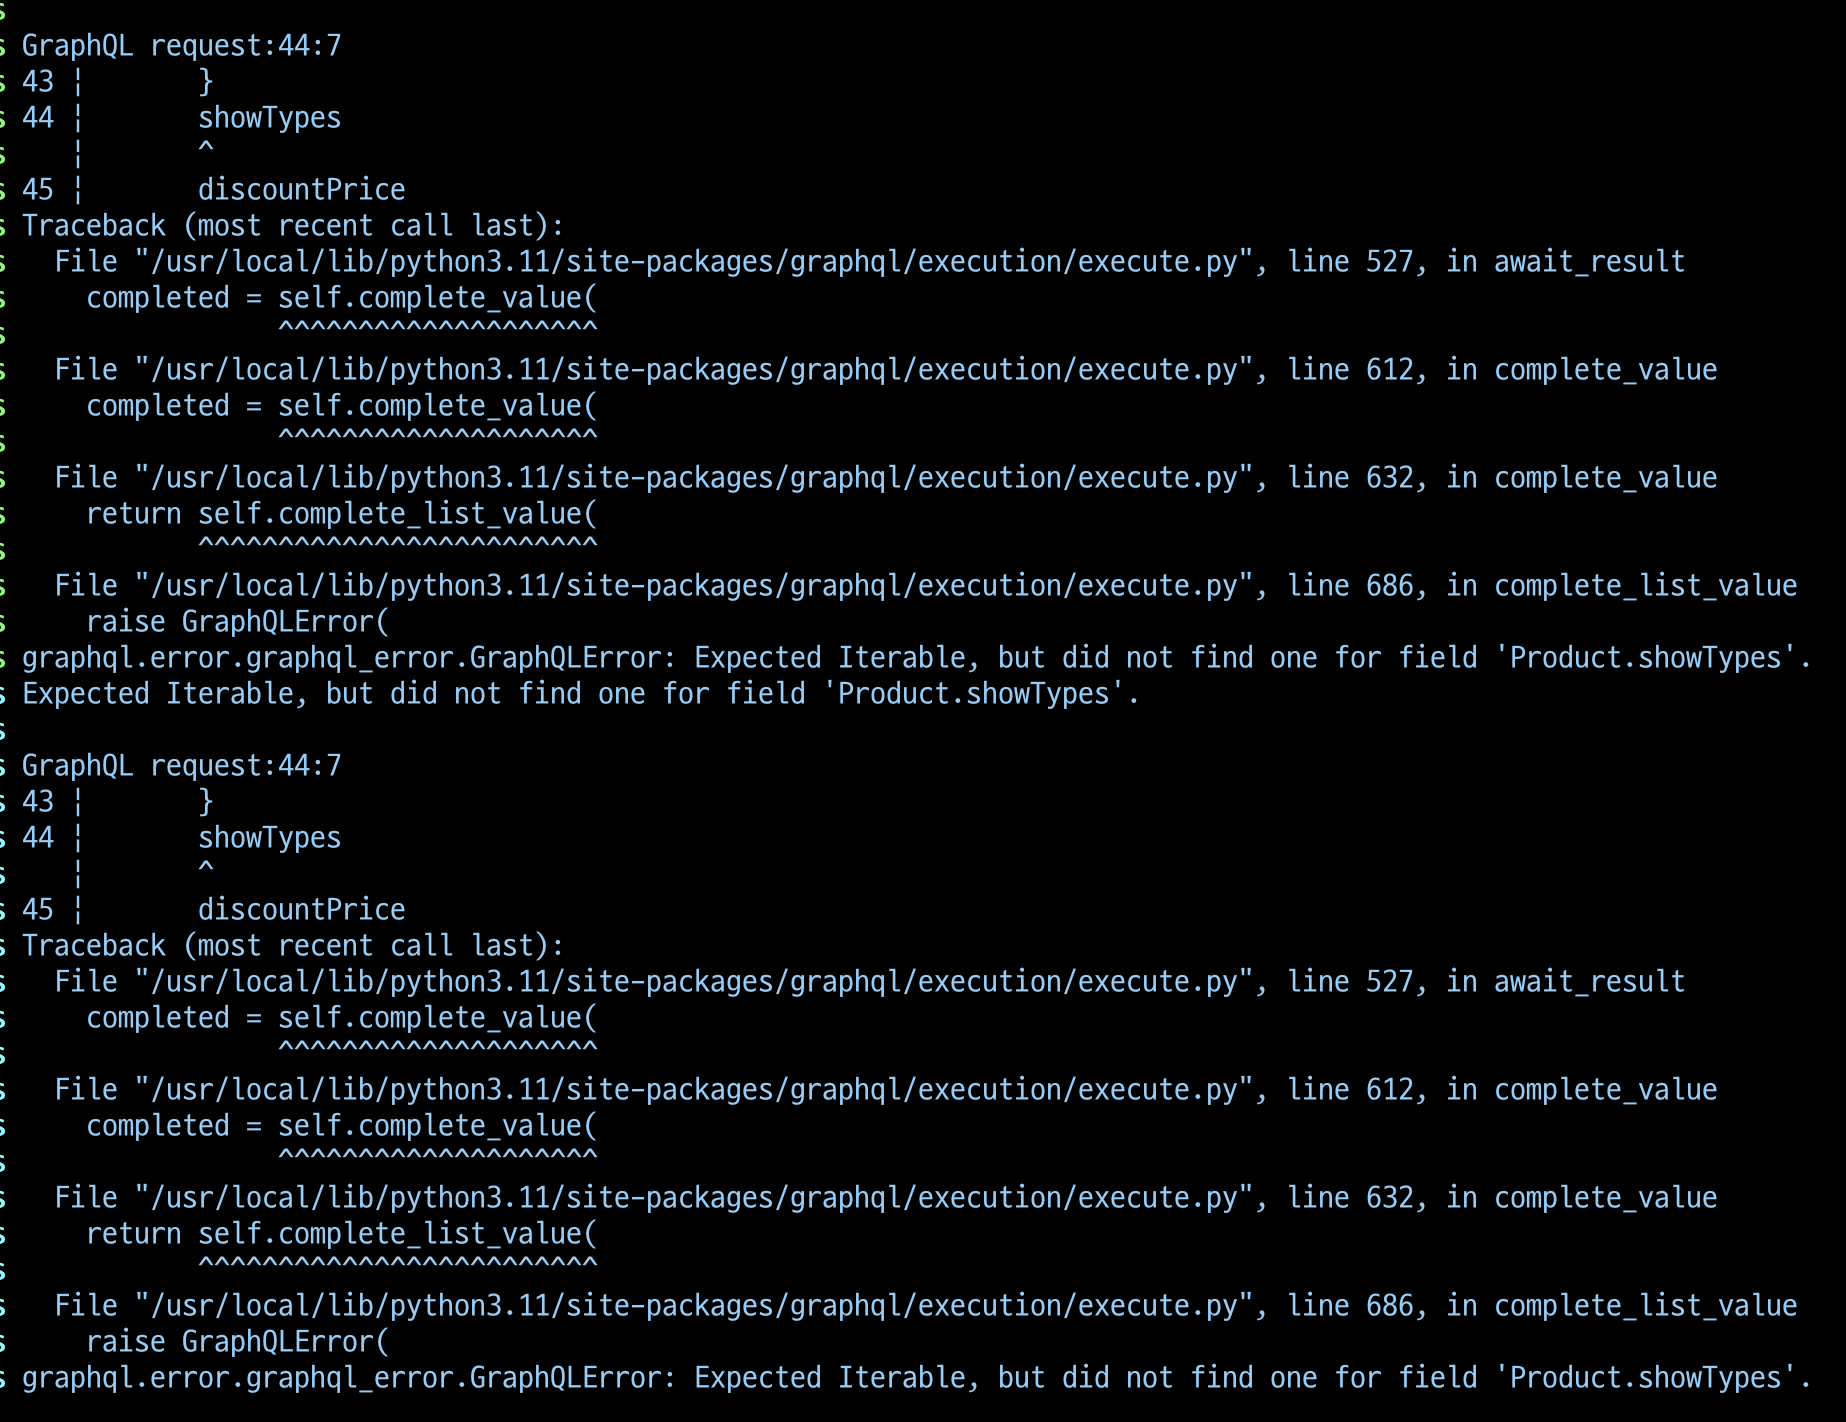 GraphQL request:44:7
43 ¦       }
44 ¦       showTypes
   ¦       ^
45 ¦       discountPrice
Traceback (most recent call last):
  File "/usr/local/lib/python3.11/site-packages/graphql/execution/execute.py", line 527, in await_result
    completed = self.complete_value(
                ^^^^^^^^^^^^^^^^^^^^
  File "/usr/local/lib/python3.11/site-packages/graphql/execution/execute.py", line 612, in complete_value
    completed = self.complete_value(
                ^^^^^^^^^^^^^^^^^^^^
  File "/usr/local/lib/python3.11/site-packages/graphql/execution/execute.py", line 632, in complete_value
    return self.complete_list_value(
           ^^^^^^^^^^^^^^^^^^^^^^^^^
  File "/usr/local/lib/python3.11/site-packages/graphql/execution/execute.py", line 686, in complete_list_value
    raise GraphQLError(
graphql.error.graphql_error.GraphQLError: Expected Iterable, but did not find one for field 'Product.showTypes'.
Expected Iterable, but did not find one for field 'Product.showTypes'.

GraphQL request:44:7
43 ¦       }
44 ¦       showTypes
   ¦       ^
45 ¦       discountPrice
Traceback (most recent call last):
  File "/usr/local/lib/python3.11/site-packages/graphql/execution/execute.py", line 527, in await_result
    completed = self.complete_value(
                ^^^^^^^^^^^^^^^^^^^^
  File "/usr/local/lib/python3.11/site-packages/graphql/execution/execute.py", line 612, in complete_value
    completed = self.complete_value(
                ^^^^^^^^^^^^^^^^^^^^
  File "/usr/local/lib/python3.11/site-packages/graphql/execution/execute.py", line 632, in complete_value
    return self.complete_list_value(
           ^^^^^^^^^^^^^^^^^^^^^^^^^
  File "/usr/local/lib/python3.11/site-packages/graphql/execution/execute.py", line 686, in complete_list_value
    raise GraphQLError(
graphql.error.graphql_error.GraphQLError: Expected Iterable, but did not find one for field 'Product.showTypes'.